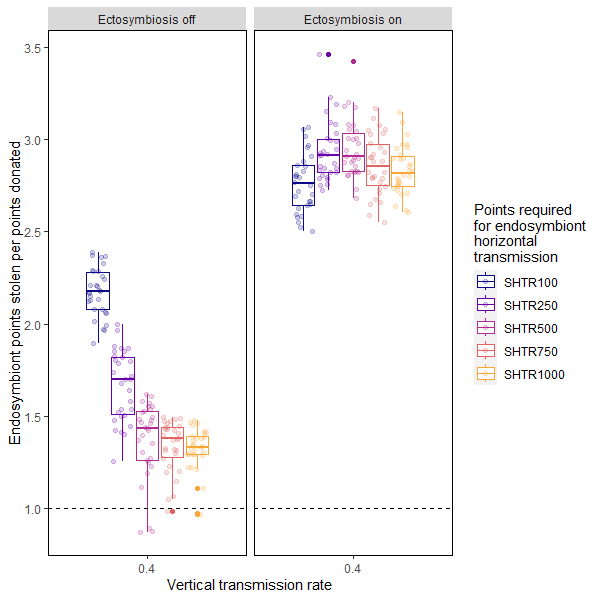 Ectosymbiosis off
Ectosymbiosis on
Endosymbiont points stolen per points donated
3.5
3.0
2.5
2.0
1.5
1.0
0.4
0.4
Vertical transmission rate
Points required
for endosymbiont
horizontal
transmission
SHTR100
SHTR250
SHTR500
SHTR750
SHTR1000